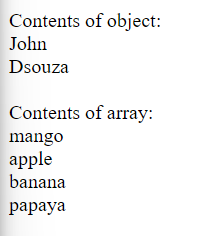 Contents of object:
John
Dsouza
Contents of array:
mango
apple
banana
papaya